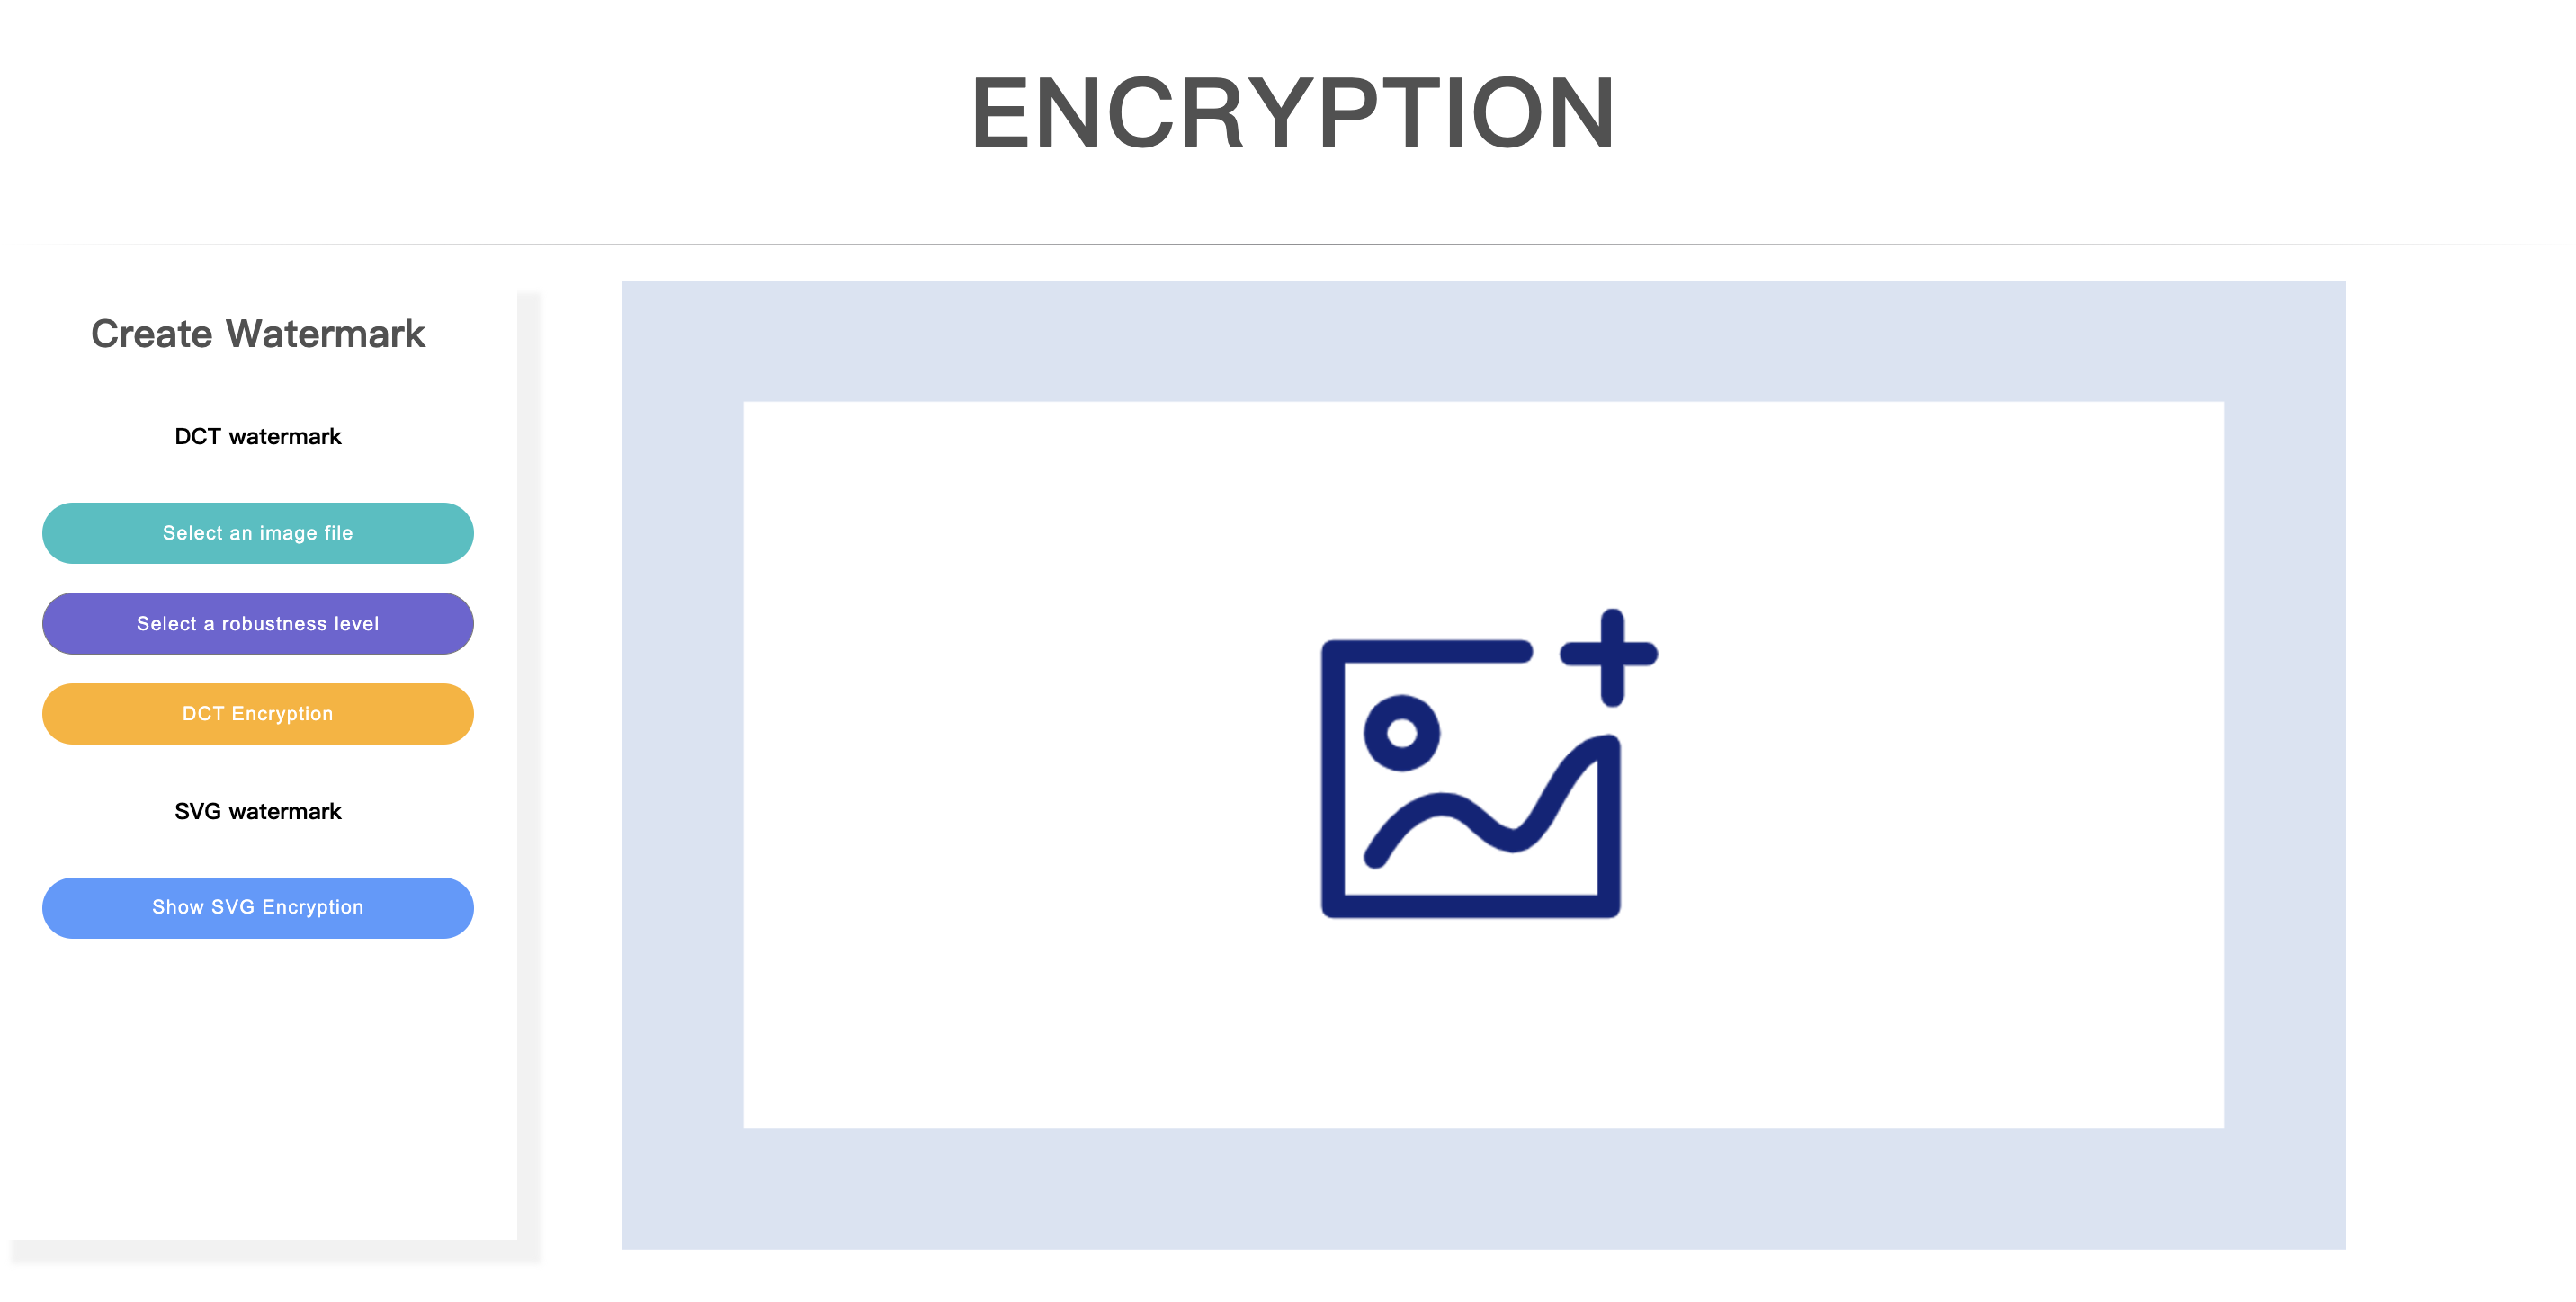 ENCRYPTION
Create Watermark
DCT watermark
Select an image file
Select a robustness level
DCT Encryption
SVG watermark
Show SVG Encryption